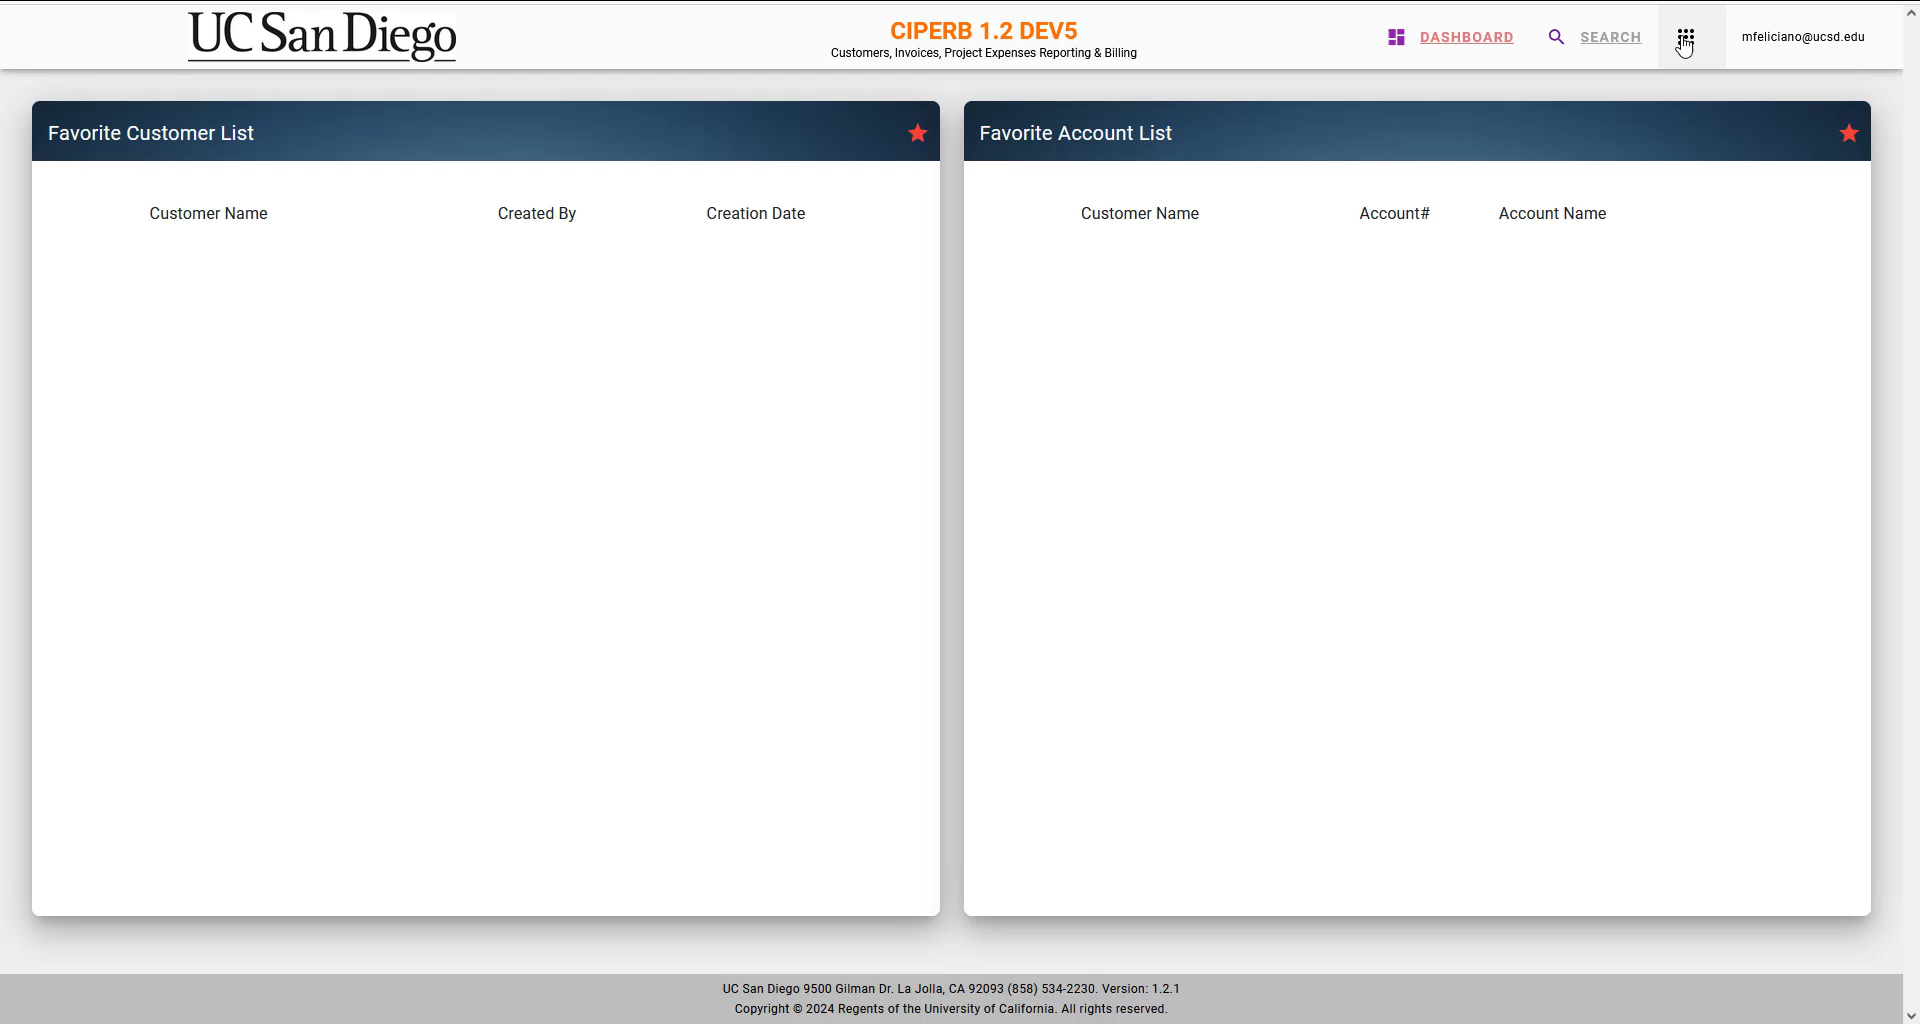 UC San Diego
CIPERB 1.2 DEV5
Customers, Invoices, Project Expenses Reporting & Billing
DASHBOARD
SEARCH
mfeliciano@ucsd.edu
Favorite Customer List
Customer Name Created By Creation Date
Favorite Account List
Customer Name Account# Account Name
UC San Diego 9500 Gilman Dr. La Jolla, CA 92093 (858) 534-2230. Version: 1.2.1
Copyright © 2024 Regents of the University of California. All rights reserved.